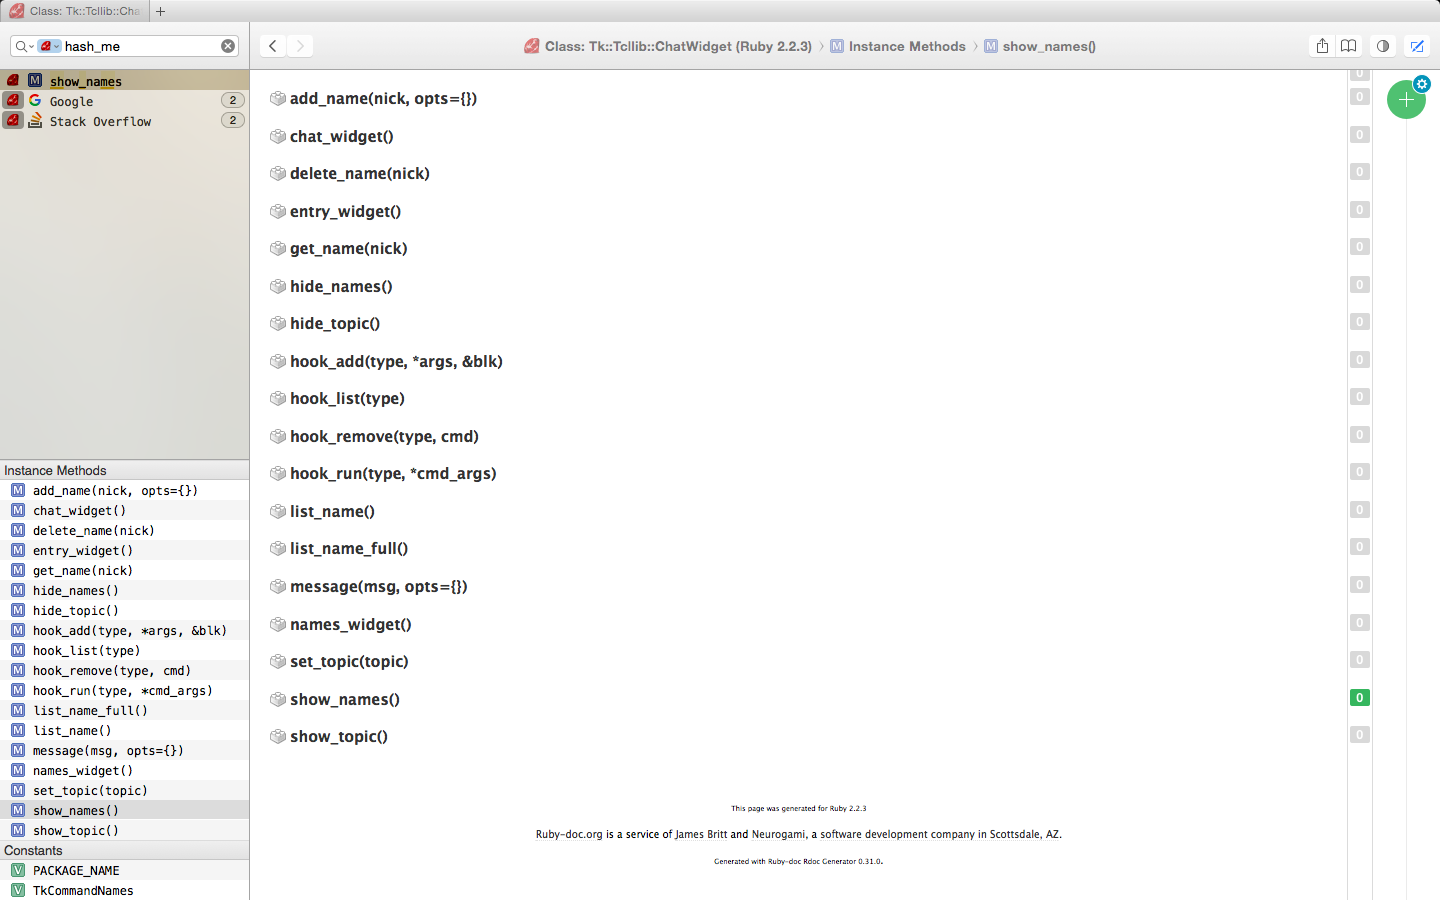 Class: Tk::Tcllib::Cha
hash_me
Class: Tk::Tcllib::ChatWidget (Ruby 2.2.3)
Instance Methods
show_names()
show_names
Google 2
Stack Overflow 2
Instance Methods
add_name(nick, opts={})
chat_widget()
delete_name(nick)
entry_widget()
get_name(nick)
hide_names()
hide_topic()
hook_add(type, *args, &blk)
hook_list(type)
hook_remove(type, cmd)
hook_run(type, *cmd_args)
list_name_full()
list_name()
message(msg, opts={})
names_widget()
set_topic(topic)
show_names()
show_topic()
Constants
PACKAGE_NAME
TkCommandNames
0
add_name(nick, opts={}) 0
chat_widget() 0
delete_name(nick) 0
entry_widget() 0
get_name(nick) 0
hide_names() 0
hide_topic() 0
hook_add(type, *args, &blk) 0
hook_list(type) 0
hook_remove(type, cmd) 0
hook_run(type, *cmd_args) 0
list_name() 0
list_name_full() 0
message(msg, opts={}) 0
names_widget() 0
set_topic(topic) 0
show_names() 0
show_topic() 0
This page was generated for Ruby 2.2.3
Ruby-doc.org is a service of James Britt and Neurogami, a software development company in Scottsdale, AZ.
Generated with Ruby-doc Rdoc Generator 0.31.0.